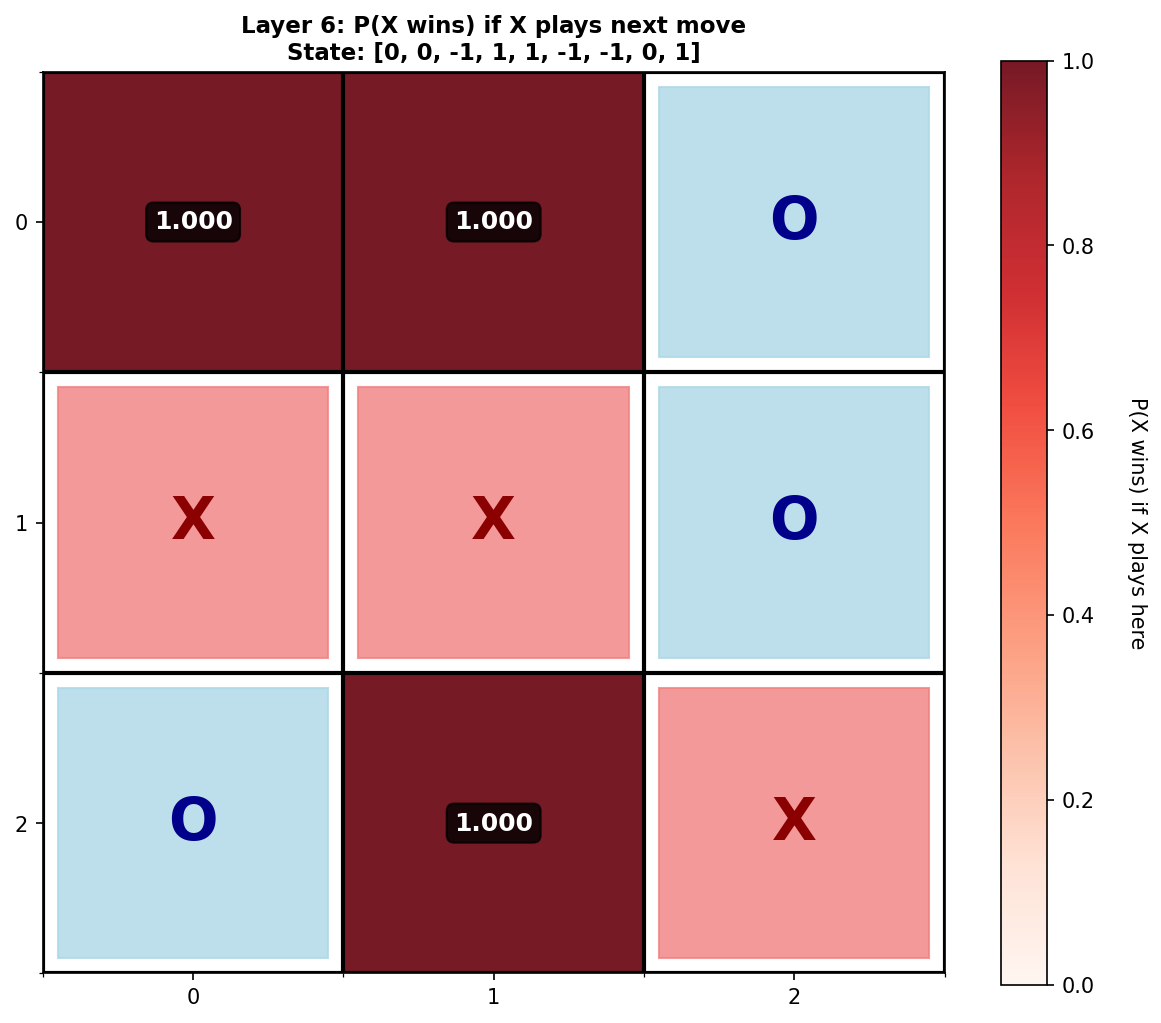 Layer 6: P(X wins) if X plays next move
State: [0, 0, -1, 1, 1, -1, -1, 0, 1]
0
1.000
1.000
O
1
X
X
O
2
O
1.000
X
0
1
2
1.0
0.8
0.6
0.4
0.2
0.0
P(X wins) if X plays here